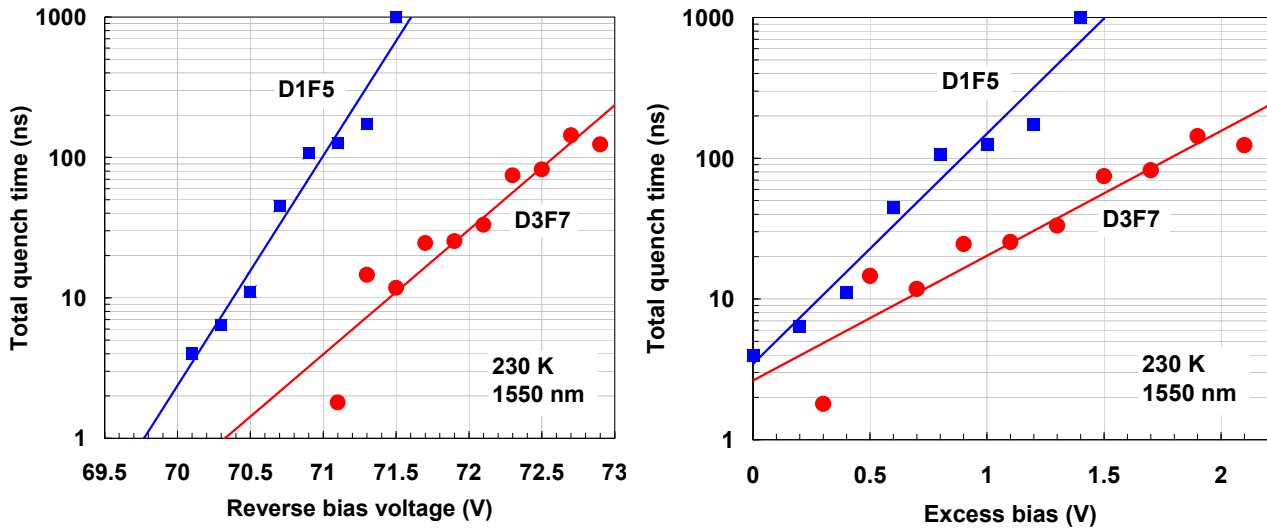 Total quench time (ns)
1000
100
10
1
D1F5
D3F7
230 K
1550 nm
69.5 70 70.5 71 71.5 72 72.5 73
Reverse bias voltage (V)
Total quench time (ns)
1000
100
10
1
D1F5
D3F7
230 K
1550 nm
0 0.5 1 1.5 2
Excess bias (V)